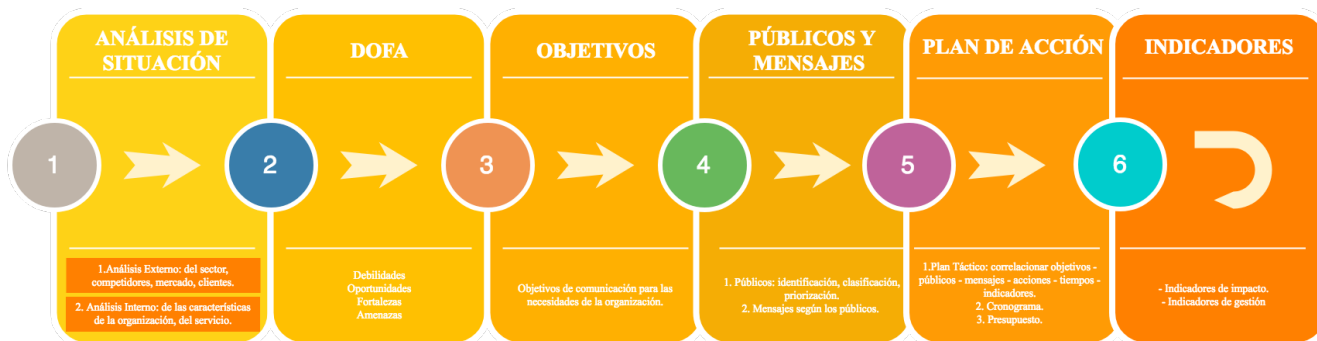 ANÁLISIS DE
SITUACIÓN
1
1.Análisis Externo: del sector,
competidores, mercado, clientes.
2. Análisis Interno: de las características
de la organización, del servicio.
DOFA
2
Debilidades
Oportunidades
Fortalezas
Amenazas
OBJETIVOS
3
Objetivos de comunicación para las
necesidades de la organización.
PÚBLICOS Y
MENSAJES
4
1. Públicos: identificación, clasificación,
priorización.
2. Mensajes según los públicos.
PLAN DE ACCIÓN
5
1.Plan Táctico: correlacionar objetivos -
públicos - mensajes - acciones - tiempos -
indicadores.
2. Cronograma.
3. Presupuesto.
INDICADORES
6
- Indicadores de impacto.
- Indicadores de gestión